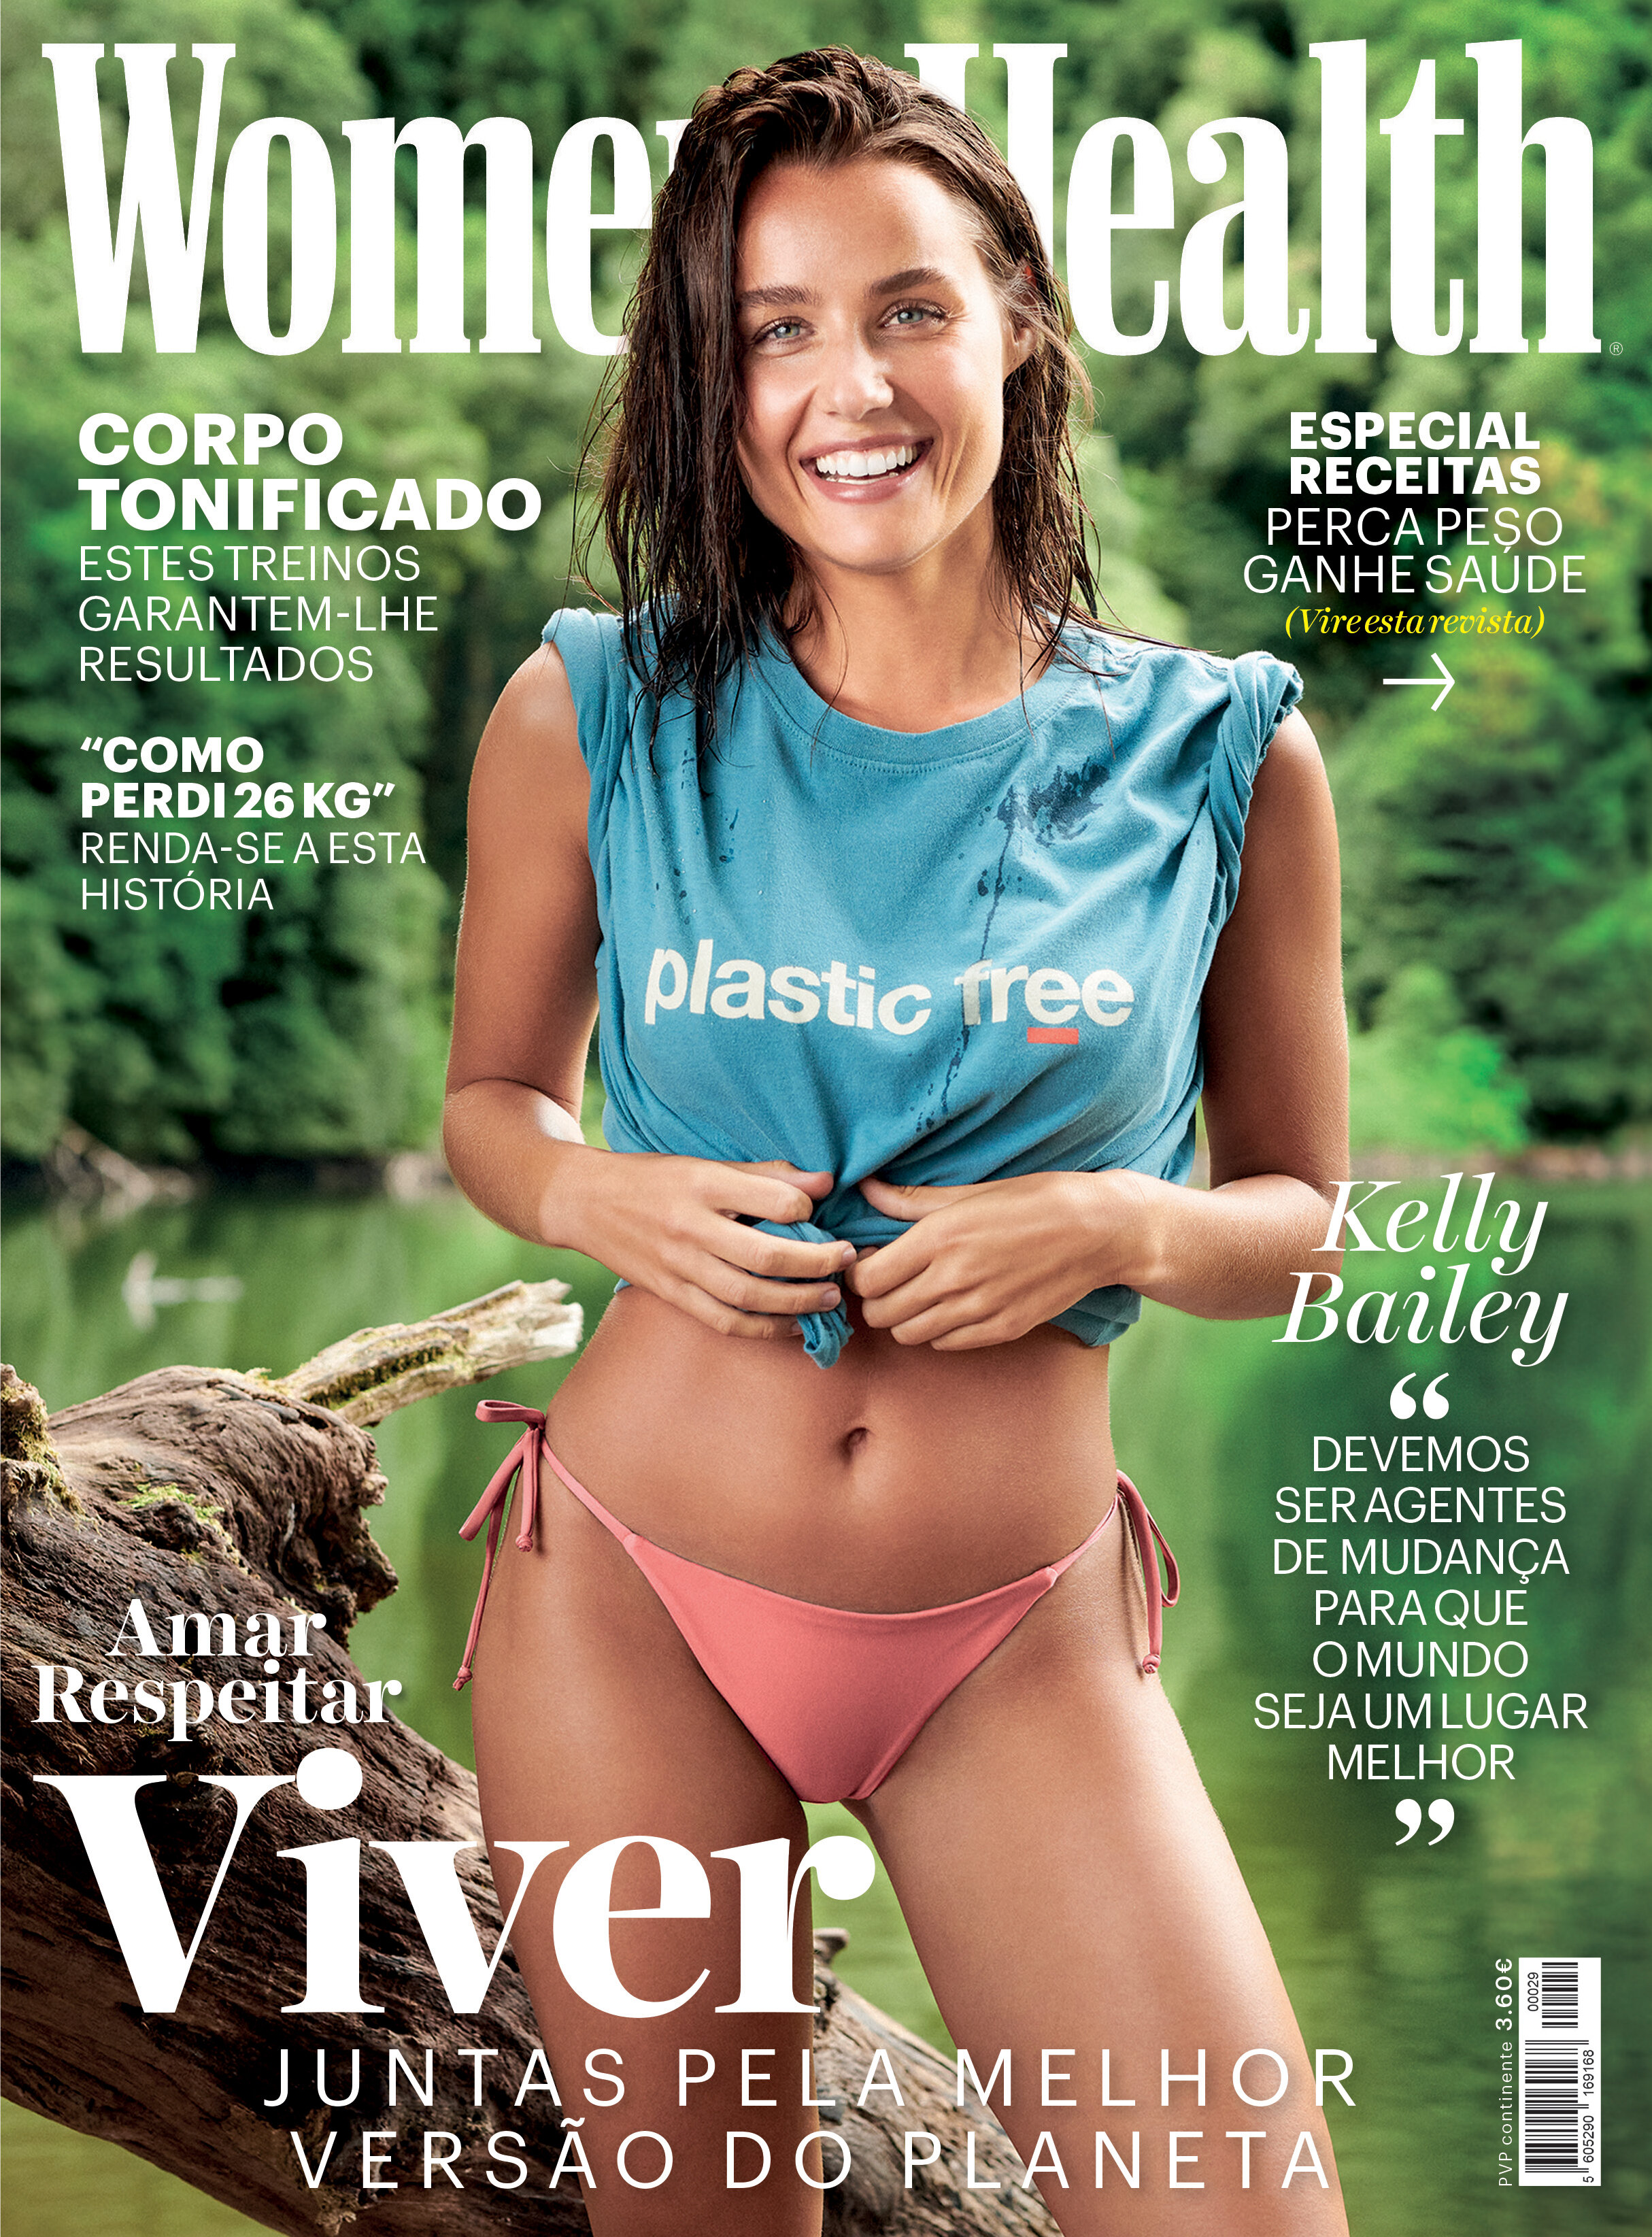 Women's Health
®
CORPO
TONIFICADO
ESTES TREINOS
GARANTEM-LHE
RESULTADOS
“COMO
PERDI 26 KG”
RENDA-SE A ESTA
HISTÓRIA
ESPECIAL
RECEITAS
PERCA PESO
GANHE SAÚDE
(Vire esta revista)
plastic free
Kelly
Bailey
“
DEVEMOS
SER AGENTES
DE MUDANÇA
PARA QUE
O MUNDO
SEJA UM LUGAR
MELHOR
”
Amar
Respeitar
Viver
JUNTAS PELA MELHOR
VERSÃO DO PLANETA
PVP continente 3.60€
00029
5 605290 169168